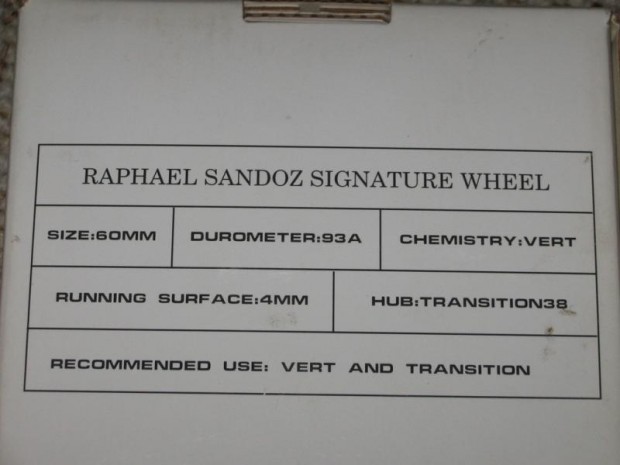 RAPHAEL SANDOZ SIGNATURE WHEEL
SIZE:60MM DUROMETER:93A CHEMISTRY:VERT
RUNNING SURFACE:4MM HUB:TRANSITION38
RECOMMENDED USE: VERT AND TRANSITION